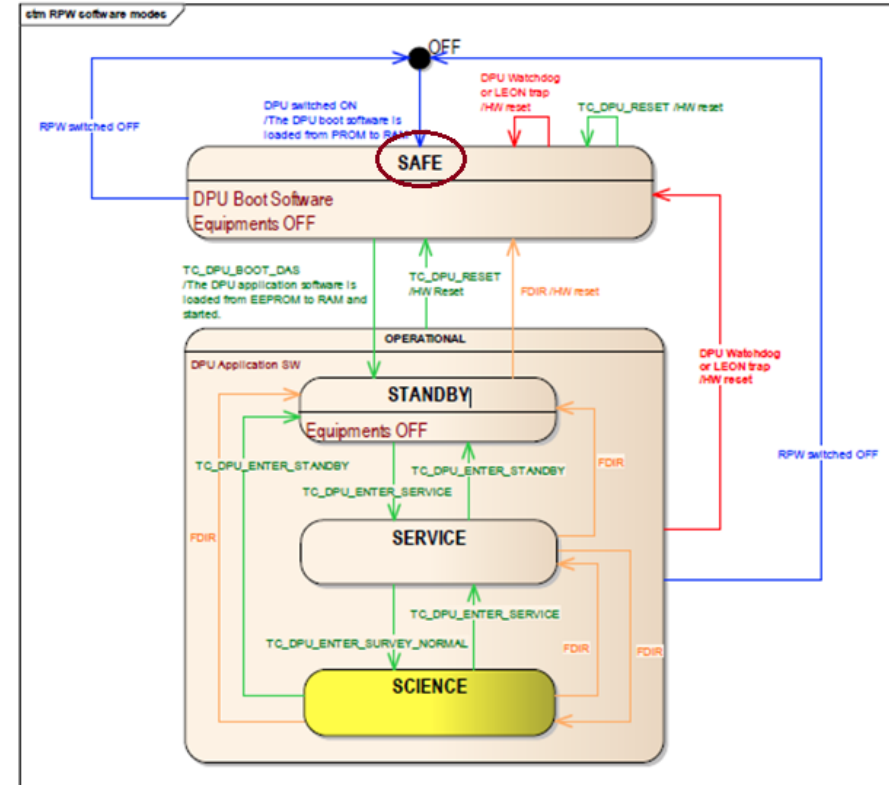 stm RPW software modes
OFF
DPU switched ON
/The DPU boot software is
loaded from PROM to RAM.
DPU Watchdog
or LEON trap
/HW reset
TC_DPU_RESET /HW reset
RPW switched OFF
SAFE
DPU Boot Software
Equipments OFF
TC_DPU_BOOT_DAS
/The DPU application software is
loaded from EEPROM to RAM and
started.
TC_DPU_RESET
/HW Reset
FDIR /HW reset
OPERATIONAL
DPU Application SW
DPU Watchdog
or LEON trap
/HW reset
STANDBY
Equipments OFF
RPW switched OFF
TC_DPU_ENTER_STANDBY
TC_DPU_ENTER_STANDBY
FDIR
TC_DPU_ENTER_SERVICE
FDIR
SERVICE
TC_DPU_ENTER_SERVICE
TC_DPU_ENTER_SURVEY_NORMAL
FDIR
FDIR
SCIENCE